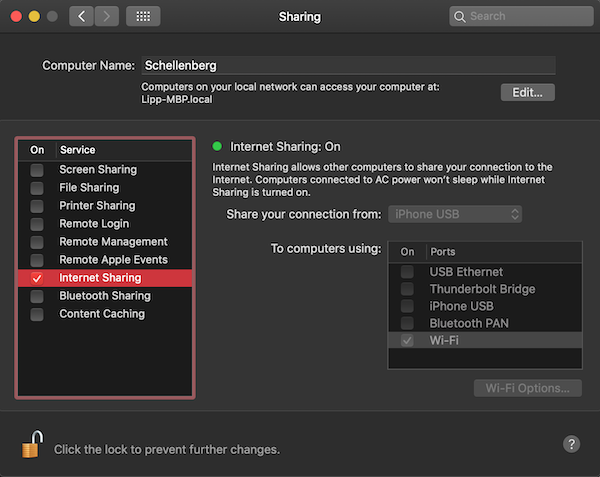 Sharing
Search
Computer Name: Schellenberg
Computers on your local network can access your computer at:
Lipp-MBP.local
Edit...
On Service
Screen Sharing
File Sharing
Printer Sharing
Remote Login
Remote Management
Remote Apple Events
Internet Sharing
Bluetooth Sharing
Content Caching
Internet Sharing: On
Internet Sharing allows other computers to share your connection to the
Internet. Computers connected to AC power won't sleep while Internet
Sharing is turned on.
Share your connection from: iPhone USB
To computers using:
On Ports
USB Ethernet
Thunderbolt Bridge
iPhone USB
Bluetooth PAN
Wi-Fi
Wi-Fi Options...
Click the lock to prevent further changes.
?